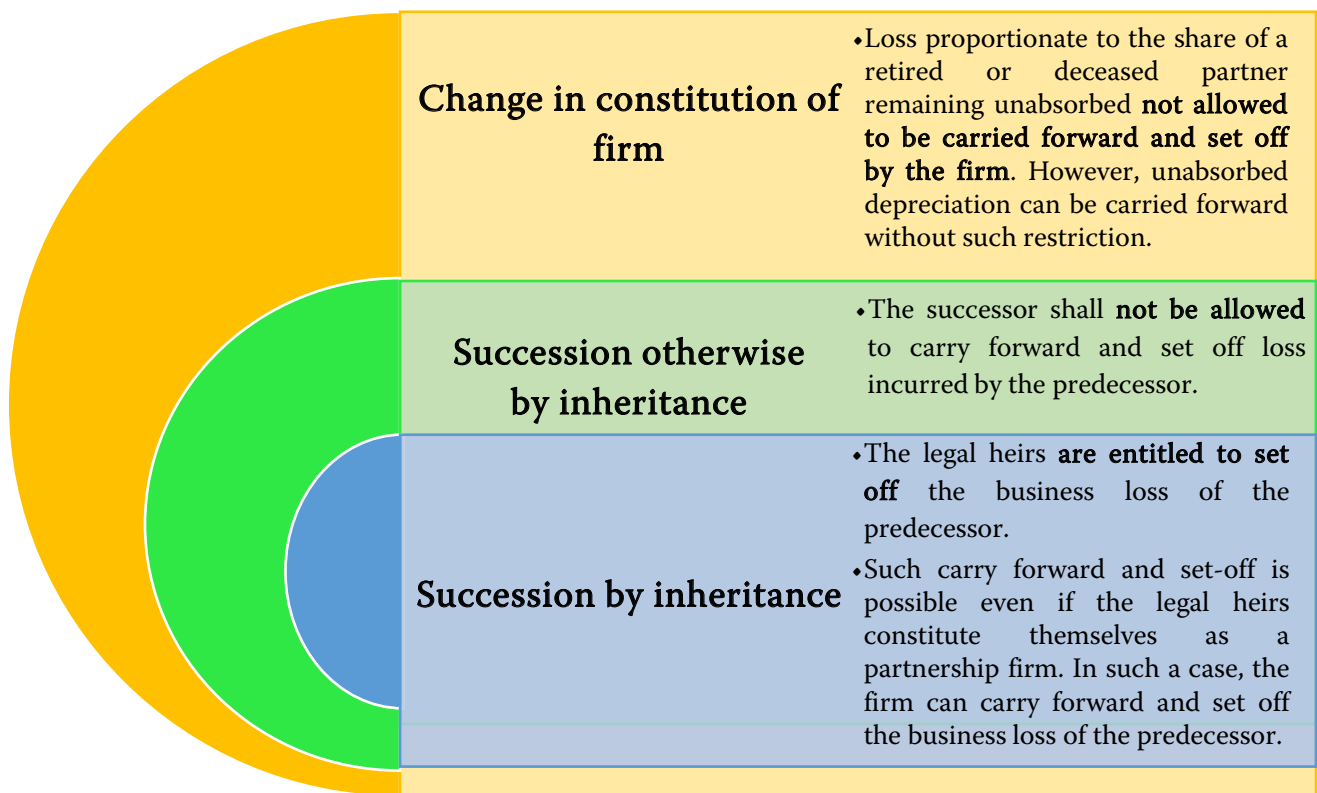 Change in constitution of
firm
•Loss proportionate to the share of a
retired or deceased partner
remaining unabsorbed not allowed
to be carried forward and set off
by the firm. However, unabsorbed
depreciation can be carried forward
without such restriction.
Succession otherwise
by inheritance
•The successor shall not be allowed
to carry forward and set off loss
incurred by the predecessor.
Succession by inheritance
•The legal heirs are entitled to set
off the business loss of the
predecessor.
•Such carry forward and set-off is
possible even if the legal heirs
constitute themselves as a
partnership firm. In such a case, the
firm can carry forward and set off
the business loss of the predecessor.